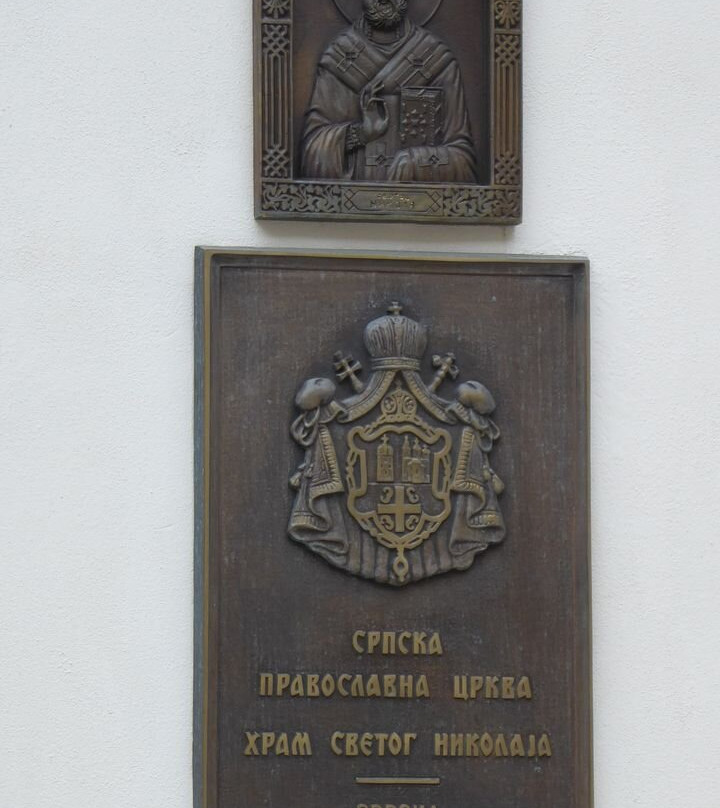 СРПСКА
ПРАВОСЛАВНА ЦРКВА
ХРАМ СВЕТОГ НИКОЛАЈА